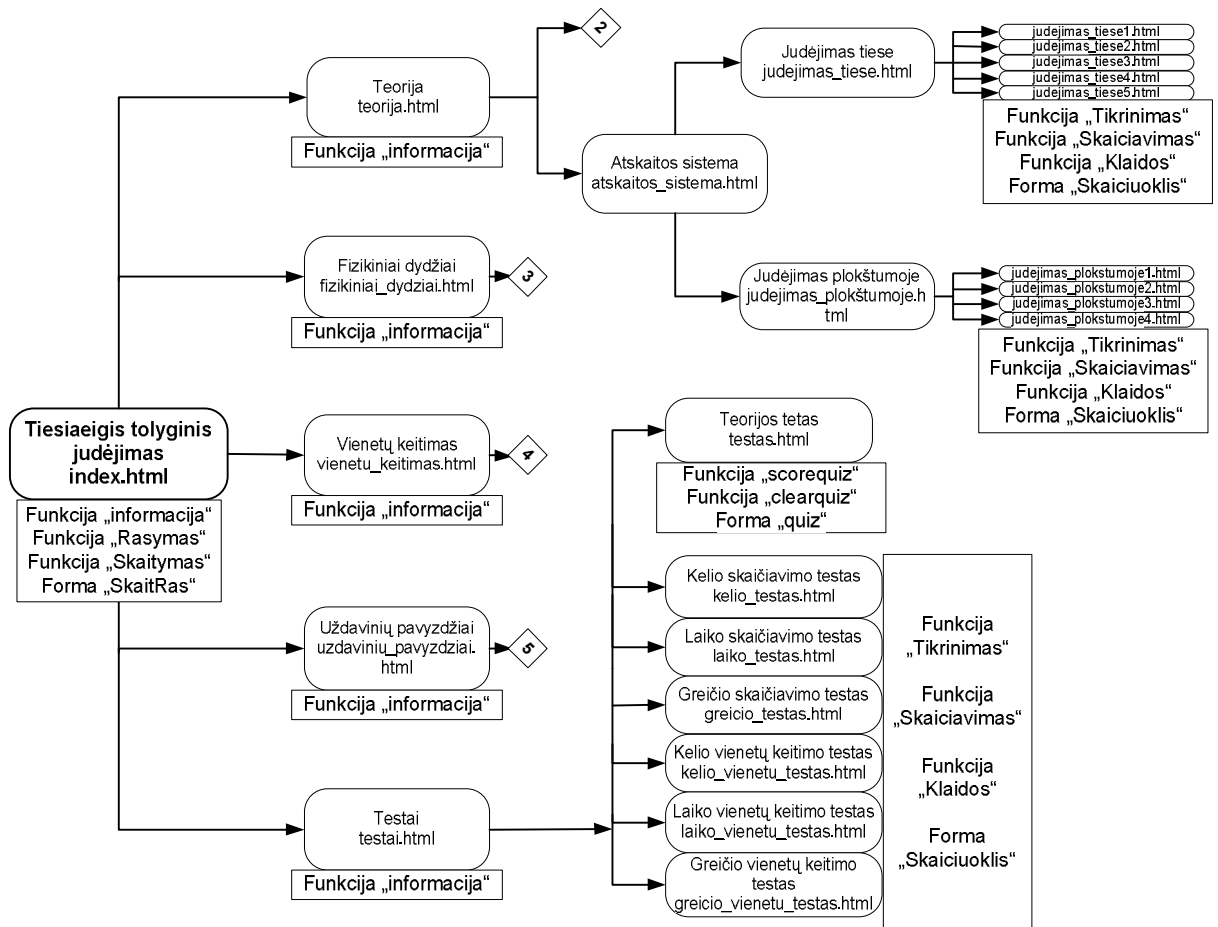 Tiesiaeigis tolyginis
judėjimas
index.html
Funkcija „informacija“
Funkcija „Rasymas“
Funkcija „Skaitymas“
Forma „SkaitRas“
Teorija
teorija.html
Funkcija „informacija“
2
Atskaitos sistema
atskaitos_sistema.html
Judėjimas tiese
judejimas_tiese.html
judejimas_tiese1.html
judejimas_tiese2.html
judejimas_tiese3.html
judejimas_tiese4.html
judejimas_tiese5.html
Funkcija „Tikrinimas“
Funkcija „Skaiciavimas“
Funkcija „Klaidos“
Forma „Skaiciuoklis“
Judėjimas plokštumoje
judejimas_plokštumoje.h
tml
judejimas_plokstumoje1.html
judejimas_plokstumoje2.html
judejimas_plokstumoje3.html
judejimas_plokstumoje4.html
Funkcija „Tikrinimas“
Funkcija „Skaiciavimas“
Funkcija „Klaidos“
Forma „Skaiciuoklis“
Fizikiniai dydžiai
fizikiniai_dydziai.html
Funkcija „informacija“
3
Vienetų keitimas
vienetu_keitimas.html
Funkcija „informacija“
4
Uždavinių pavyzdžiai
uzdaviniu_pavyzdziai.
html
Funkcija „informacija“
5
Testai
testai.html
Funkcija „informacija“
Teorijos tetas
testas.html
Funkcija „scorequiz“
Funkcija „clearquiz“
Forma „quiz“
Kelio skaičiavimo testas
kelio_testas.html
Laiko skaičiavimo testas
laiko_testas.html
Greičio skaičiavimo testas
greicio_testas.html
Kelio vienetų keitimo testas
kelio_vienetu_testas.html
Laiko vienetų keitimo testas
laiko_vienetu_testas.html
Greičio vienetų keitimo
testas
greicio_vienetu_testas.html
Funkcija
„Tikrinimas“
Funkcija
„Skaiciavimas“
Funkcija
„Klaidos“
Forma
„Skaiciuoklis“